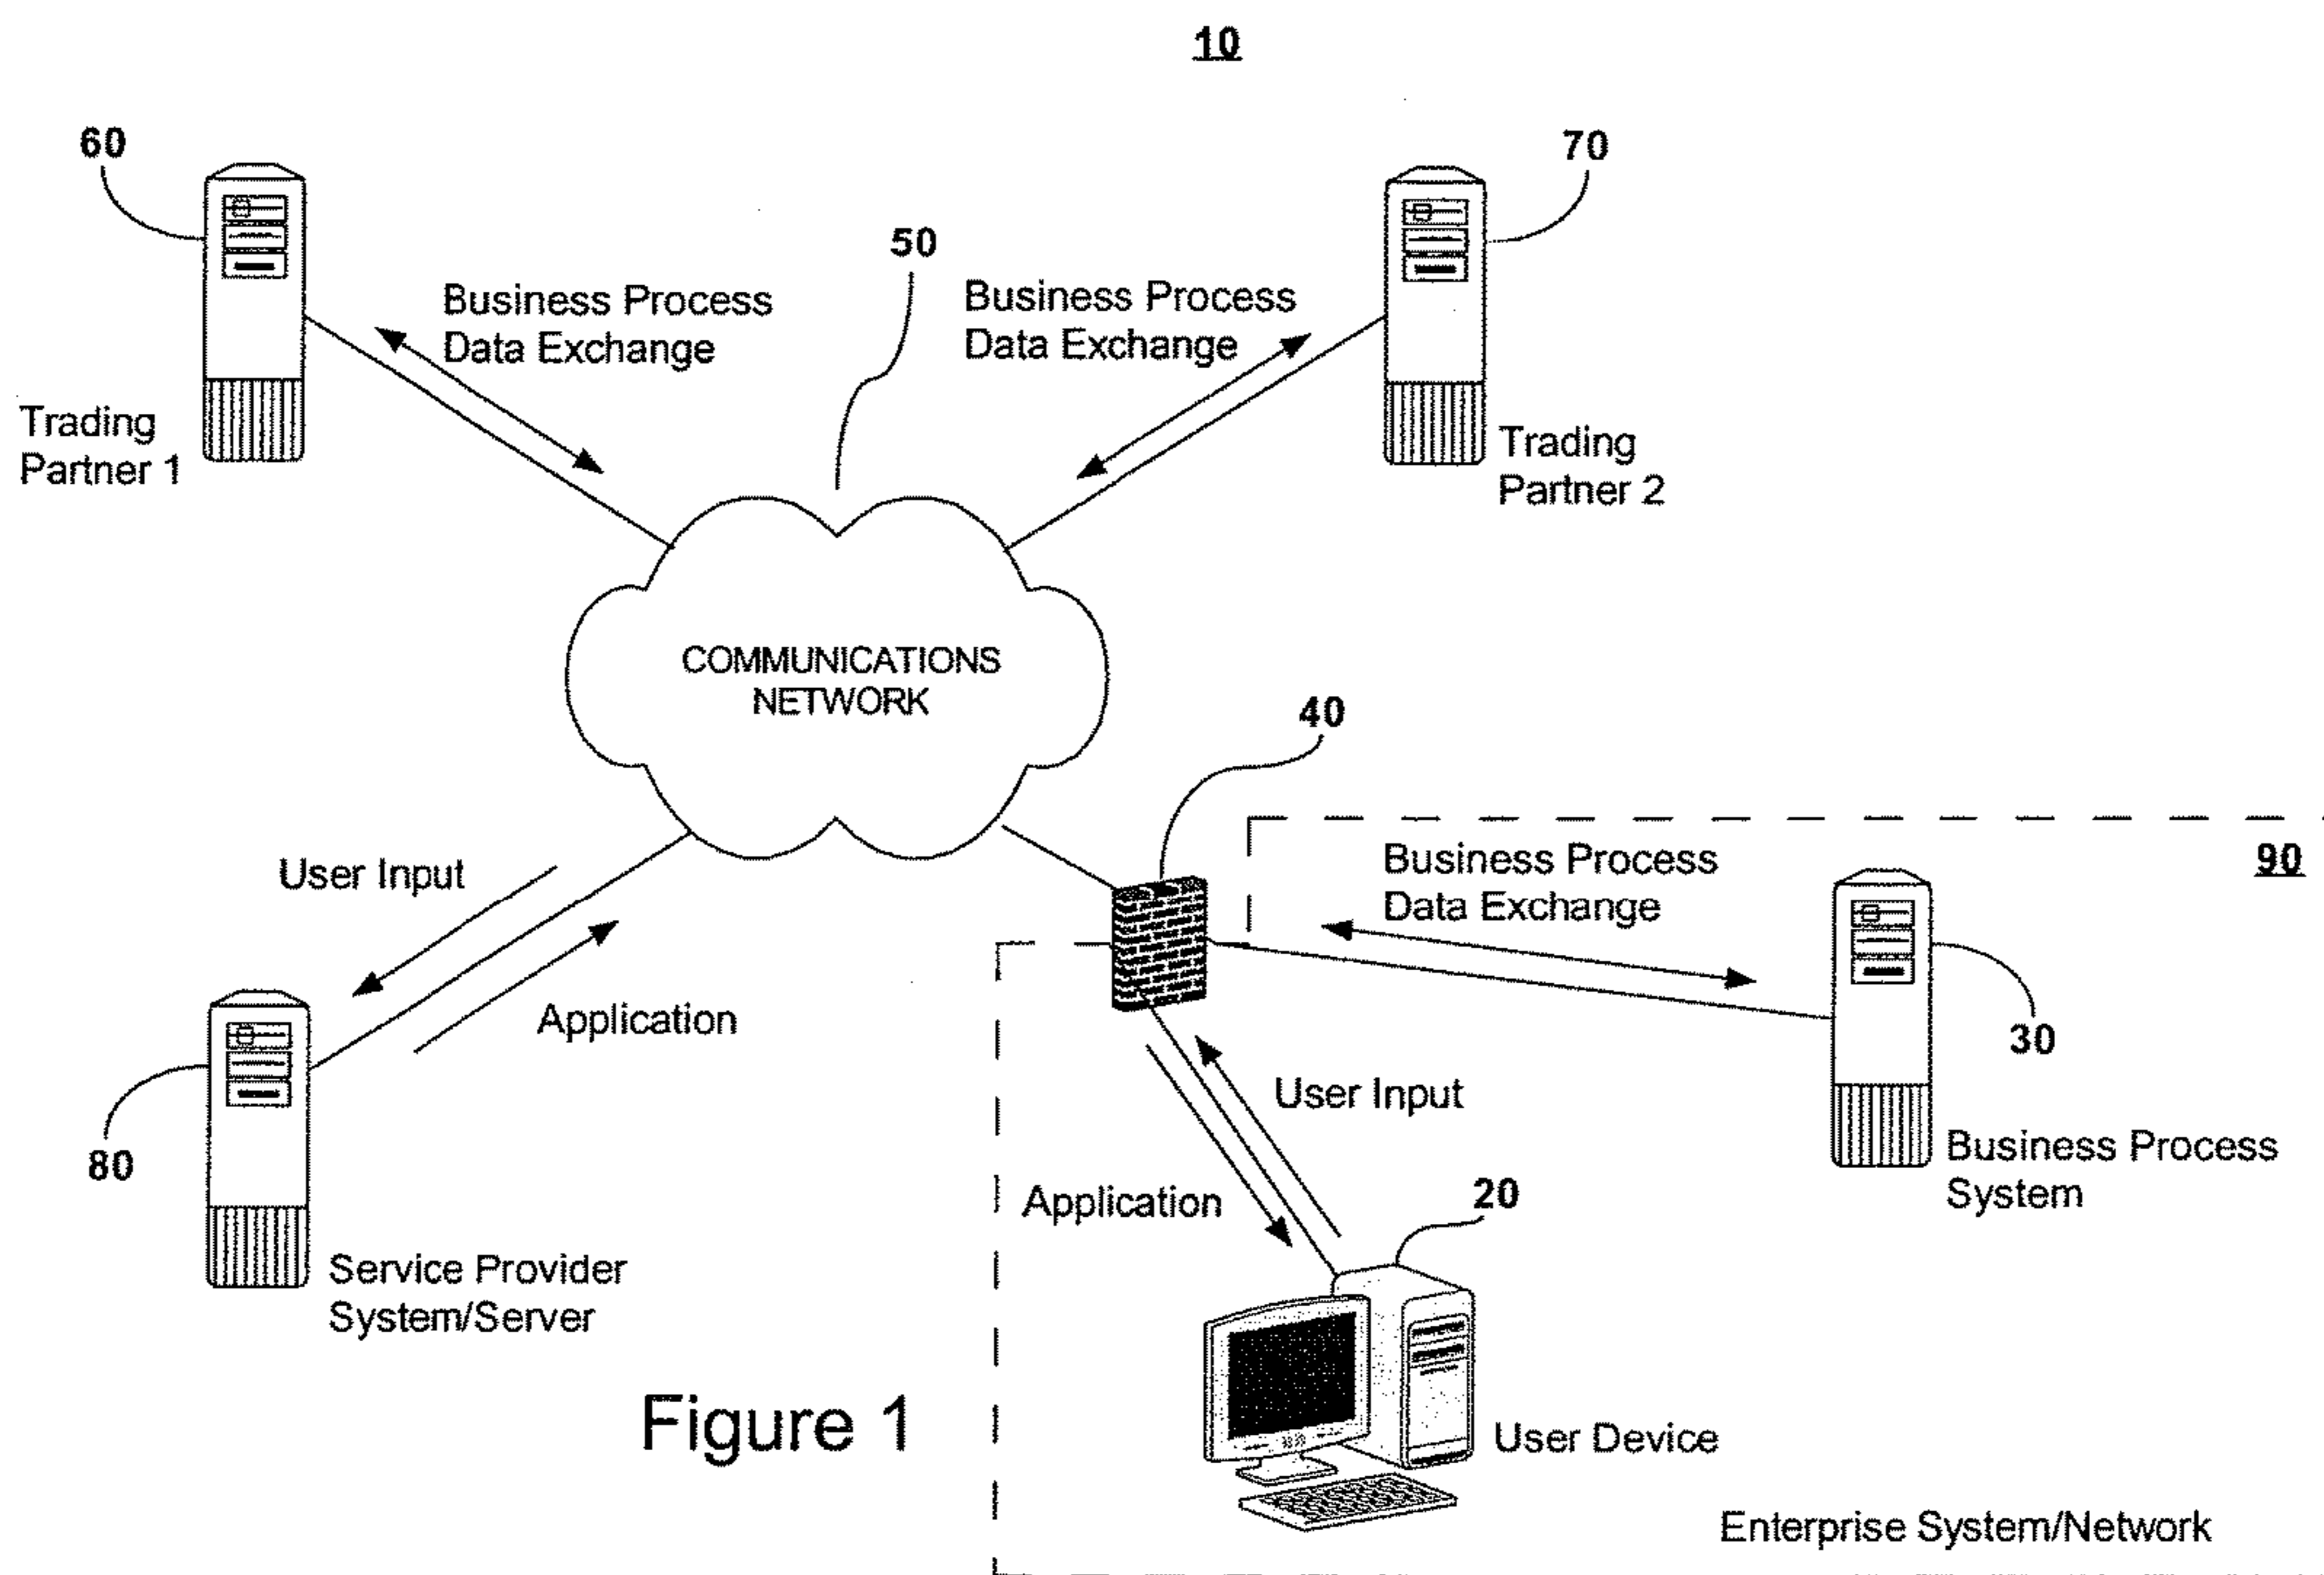 10
60
70
50
Business Process
Data Exchange
Business Process
Data Exchange
Trading
Partner 1
Trading
Partner 2
COMMUNICATIONS
NETWORK
40
User Input
Business Process
Data Exchange
90
Application
30
User Input
80
Business Process
System
Application
20
Service Provider
System/Server
Figure 1
User Device
Enterprise System/Network